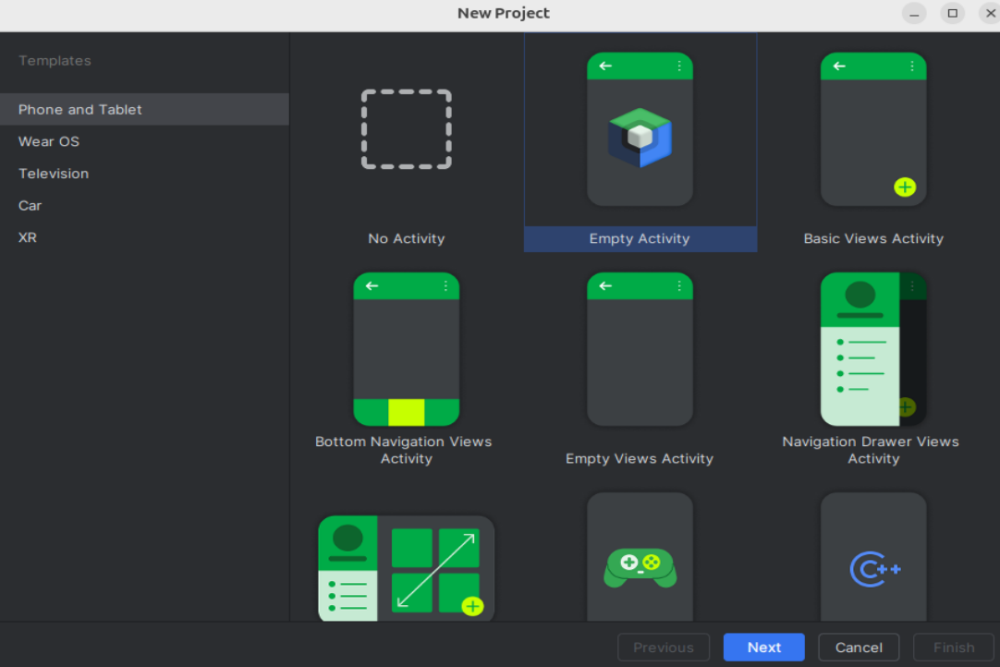 New Project
Templates
Phone and Tablet
Wear OS
Television
Car
XR
No Activity
Empty Activity
Basic Views Activity
Bottom Navigation Views
Activity
Empty Views Activity
Navigation Drawer Views
Activity
C++
Previous
Next
Cancel
Finish